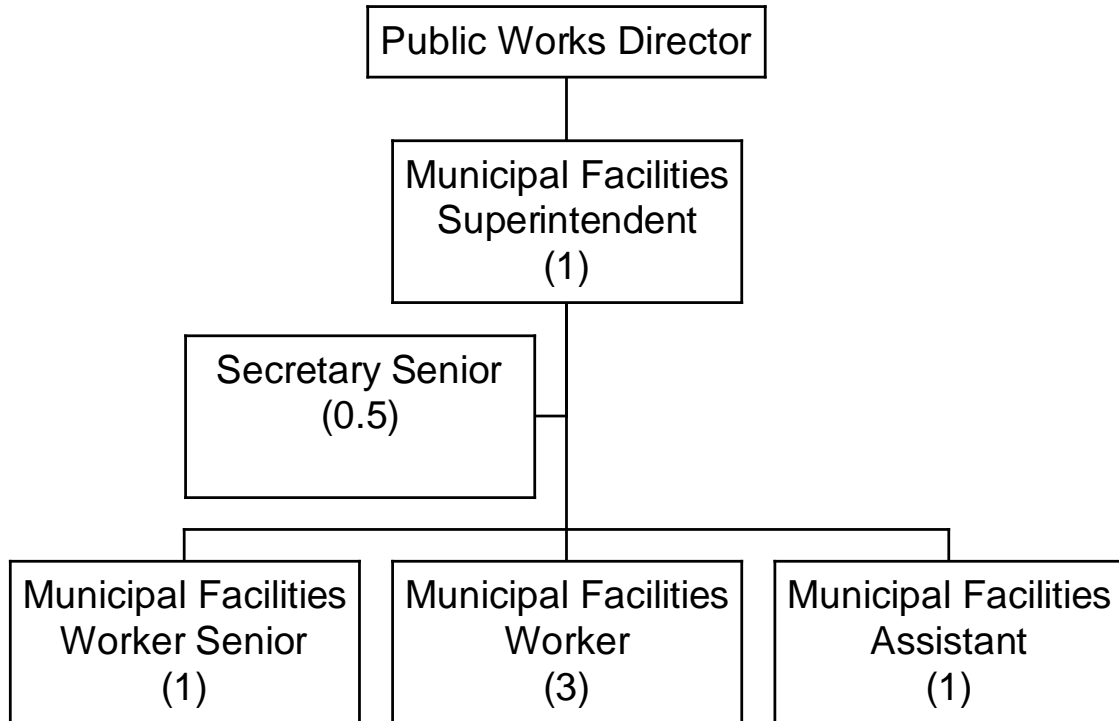 Public Works Director
Municipal Facilities
Superintendent
(1)
Secretary Senior
(0.5)
Municipal Facilities
Worker Senior
(1)
Municipal Facilities
Worker
(3)
Municipal Facilities
Assistant
(1)